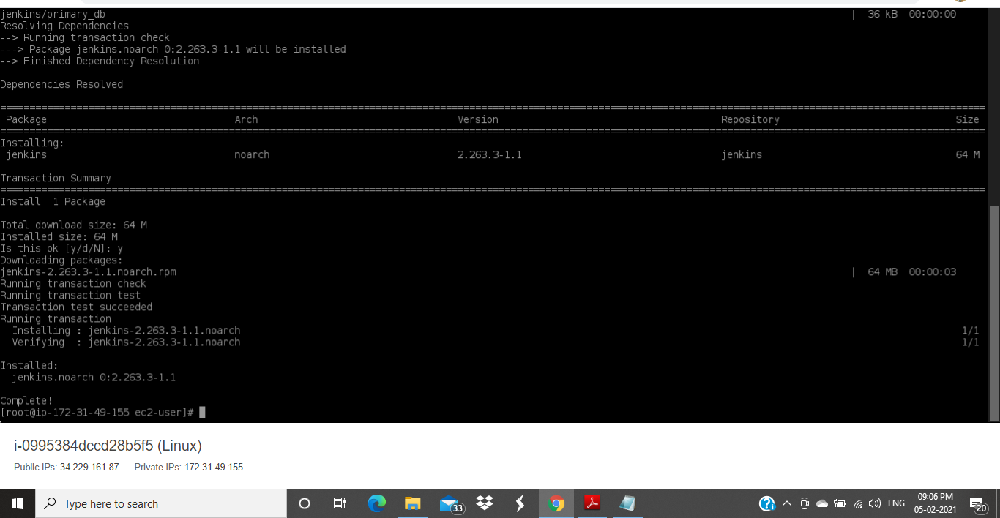 jenkins/primary_db | 36 kB 00:00:00
Resolving Dependencies
--> Running transaction check
---> Package jenkins.noarch 0:2.263.3-1.1 will be installed
--> Finished Dependency Resolution
Dependencies Resolved
================================================================================
Package Arch Version Repository Size
================================================================================
Installing:
jenkins noarch 2.263.3-1.1 jenkins 64 M
Transaction Summary
================================================================================
Install 1 Package
Total download size: 64 M
Installed size: 64 M
Is this ok [y/d/N]: y
Downloading packages:
jenkins-2.263.3-1.1.noarch.rpm | 64 MB 00:00:03
Running transaction check
Running transaction test
Transaction test succeeded
Running transaction
Installing : jenkins-2.263.3-1.1.noarch 1/1
Verifying : jenkins-2.263.3-1.1.noarch 1/1
Installed:
jenkins.noarch 0:2.263.3-1.1
Complete!
[root@ip-172-31-49-155 ec2-user]#
i-0995384dccd28b5f5 (Linux)
Public IPs: 34.229.161.87 Private IPs: 172.31.49.155
Type here to search
33
ENG
09:06 PM
05-02-2021
20